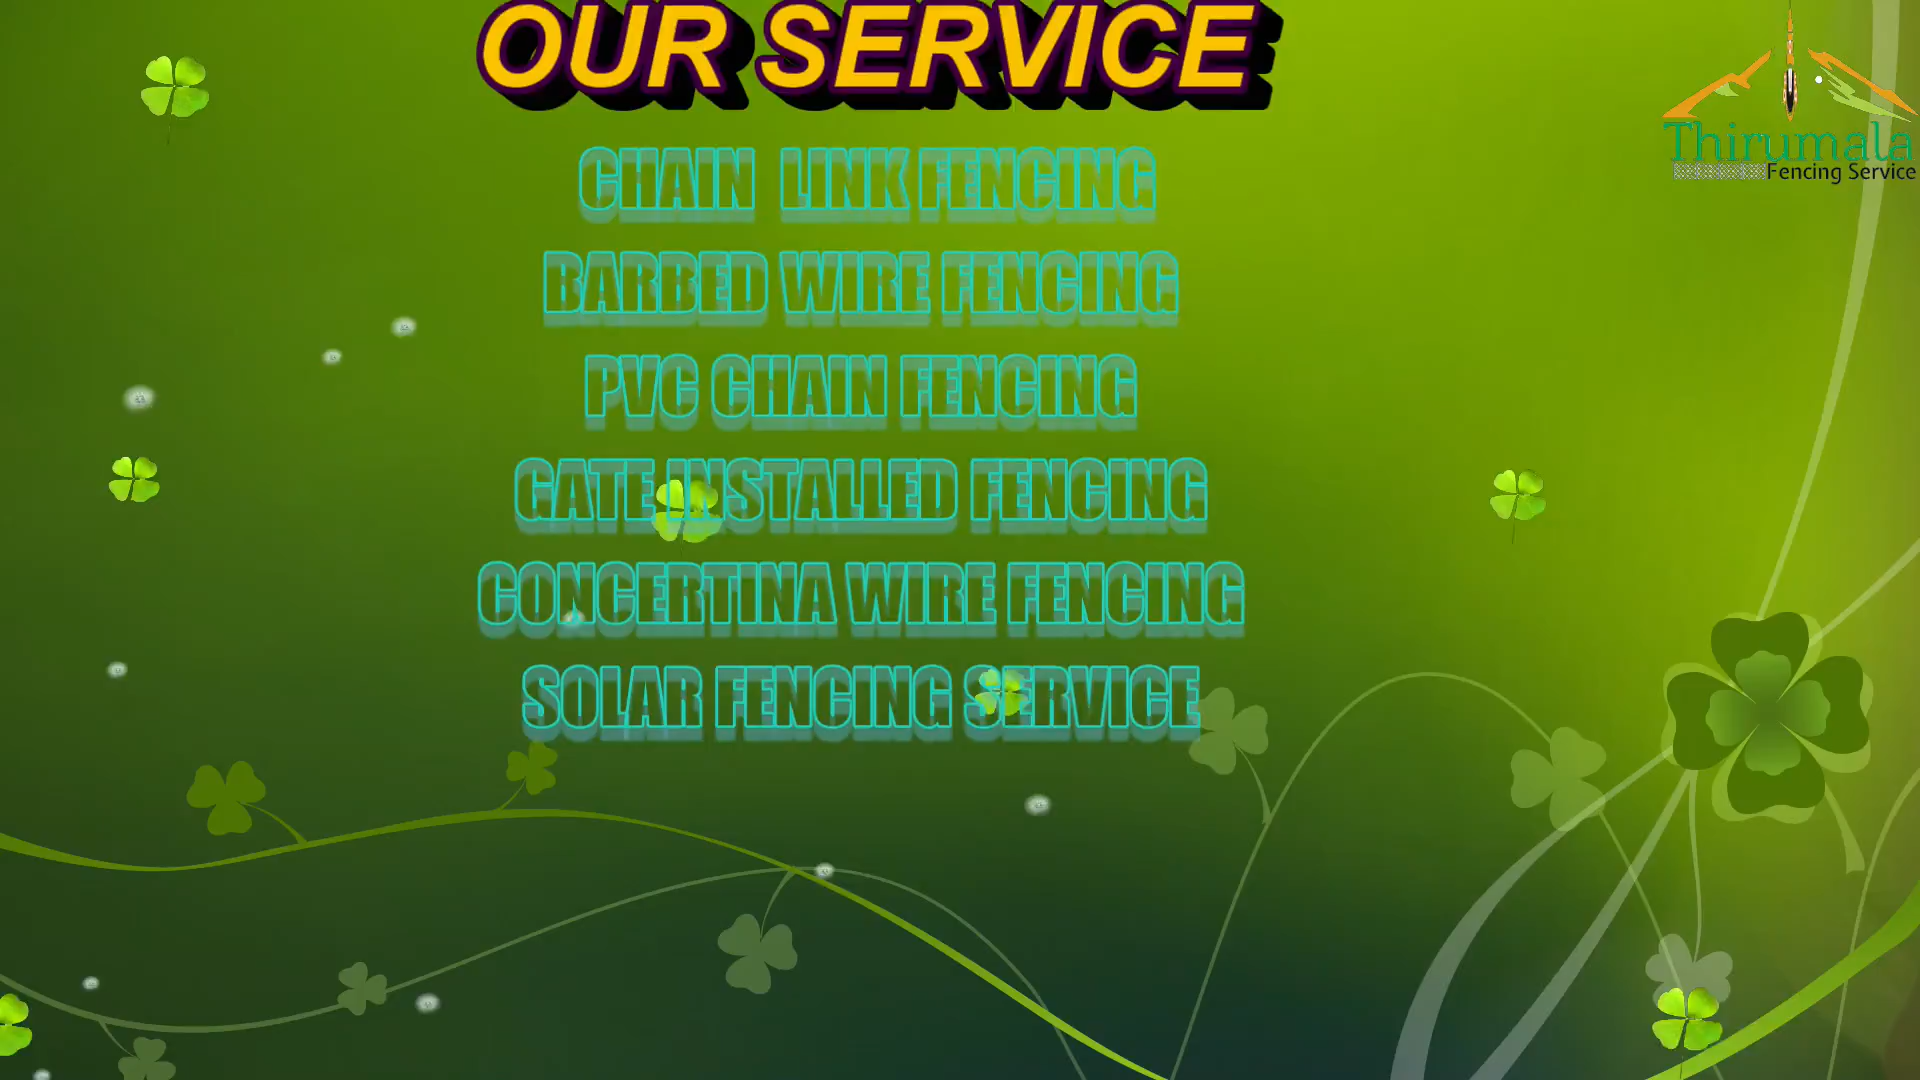 OUR SERVICE
Thirumala
Fencing Service
CHAIN LINK FENCING
BARBED WIRE FENCING
PVC CHAIN FENCING
GATE INSTALLED FENCING
CONCERTINA WIRE FENCING
SOLAR FENCING SERVICE